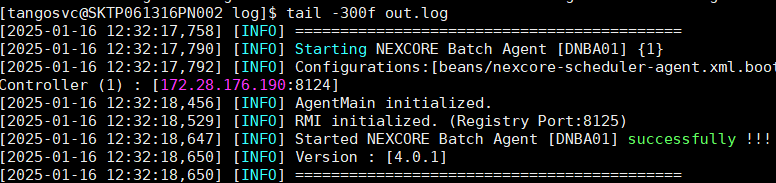 [tangosvc@SKTP061316PN002 log]$ tail -300f out.log
[2025-01-16 12:32:17,758] [INFO] ===========================================
[2025-01-16 12:32:17,790] [INFO] Starting NEXCORE Batch Agent [DNBA01] {1}
[2025-01-16 12:32:17,792] [INFO] Configurations:[beans/nexcore-scheduler-agent.xml.boot
Controller (1) : [172.28.176.190:8124]
[2025-01-16 12:32:18,456] [INFO] AgentMain initialized.
[2025-01-16 12:32:18,529] [INFO] RMI initialized. (Registry Port:8125)
[2025-01-16 12:32:18,647] [INFO] Started NEXCORE Batch Agent [DNBA01] successfully !!!
[2025-01-16 12:32:18,650] [INFO] Version : [4.0.1]
[2025-01-16 12:32:18,650] [INFO] ===========================================